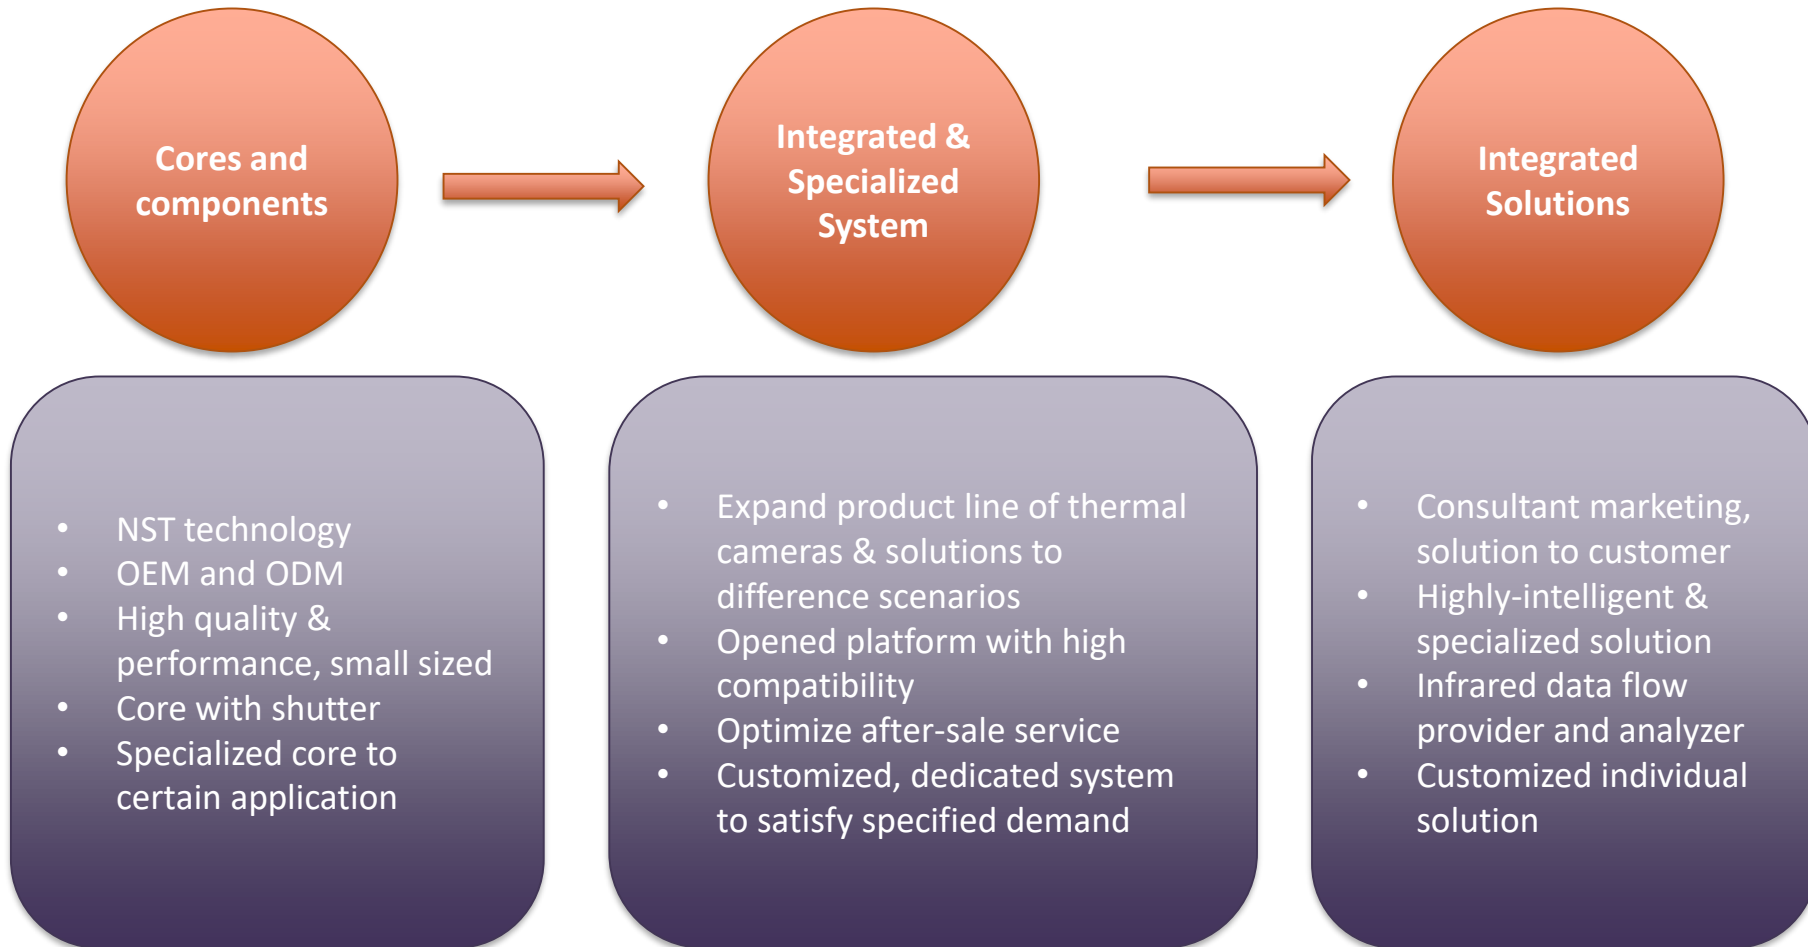 Cores and
components
Integrated &
Specialized
System
Integrated
Solutions
• NST technology
• OEM and ODM
• High quality &
performance, small sized
• Core with shutter
• Specialized core to
certain application
• Expand product line of thermal
cameras & solutions to
difference scenarios
• Opened platform with high
compatibility
• Optimize after-sale service
• Customized, dedicated system
to satisfy specified demand
• Consultant marketing,
solution to customer
• Highly-intelligent &
specialized solution
• Infrared data flow
provider and analyzer
• Customized individual
solution